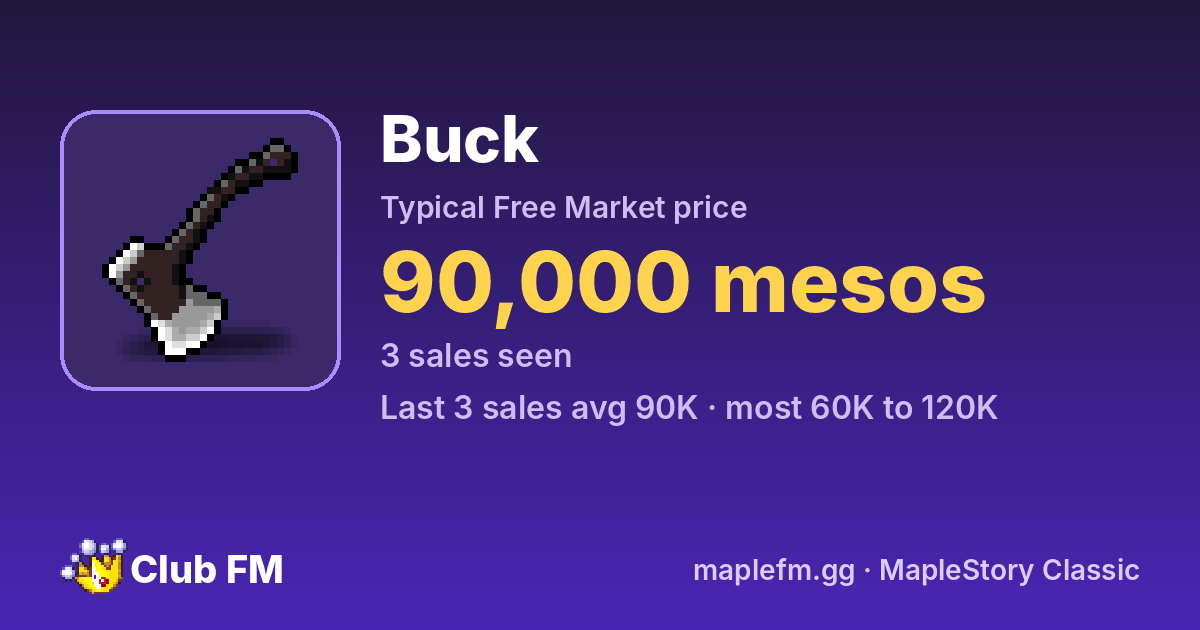 Buck
Typical Free Market price
90,000 mesos
3 sales seen
Last 3 sales avg 90K · most 60K to 120K
Club FM
maplefm.gg · MapleStory Classic